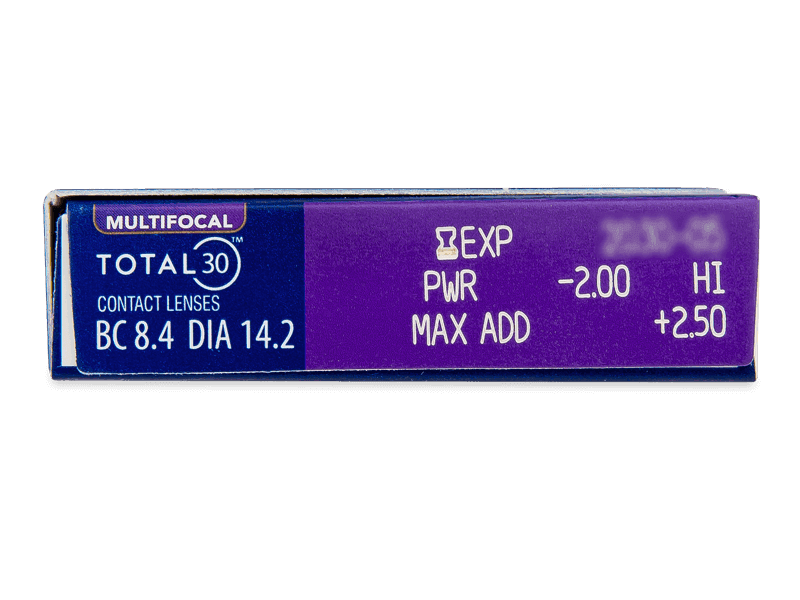 MULTIFOCAL
TOTAL30™
CONTACT LENSES
BC 8.4 DIA 14.2
EXP
PWR -2.00 HI
MAX ADD +2.50